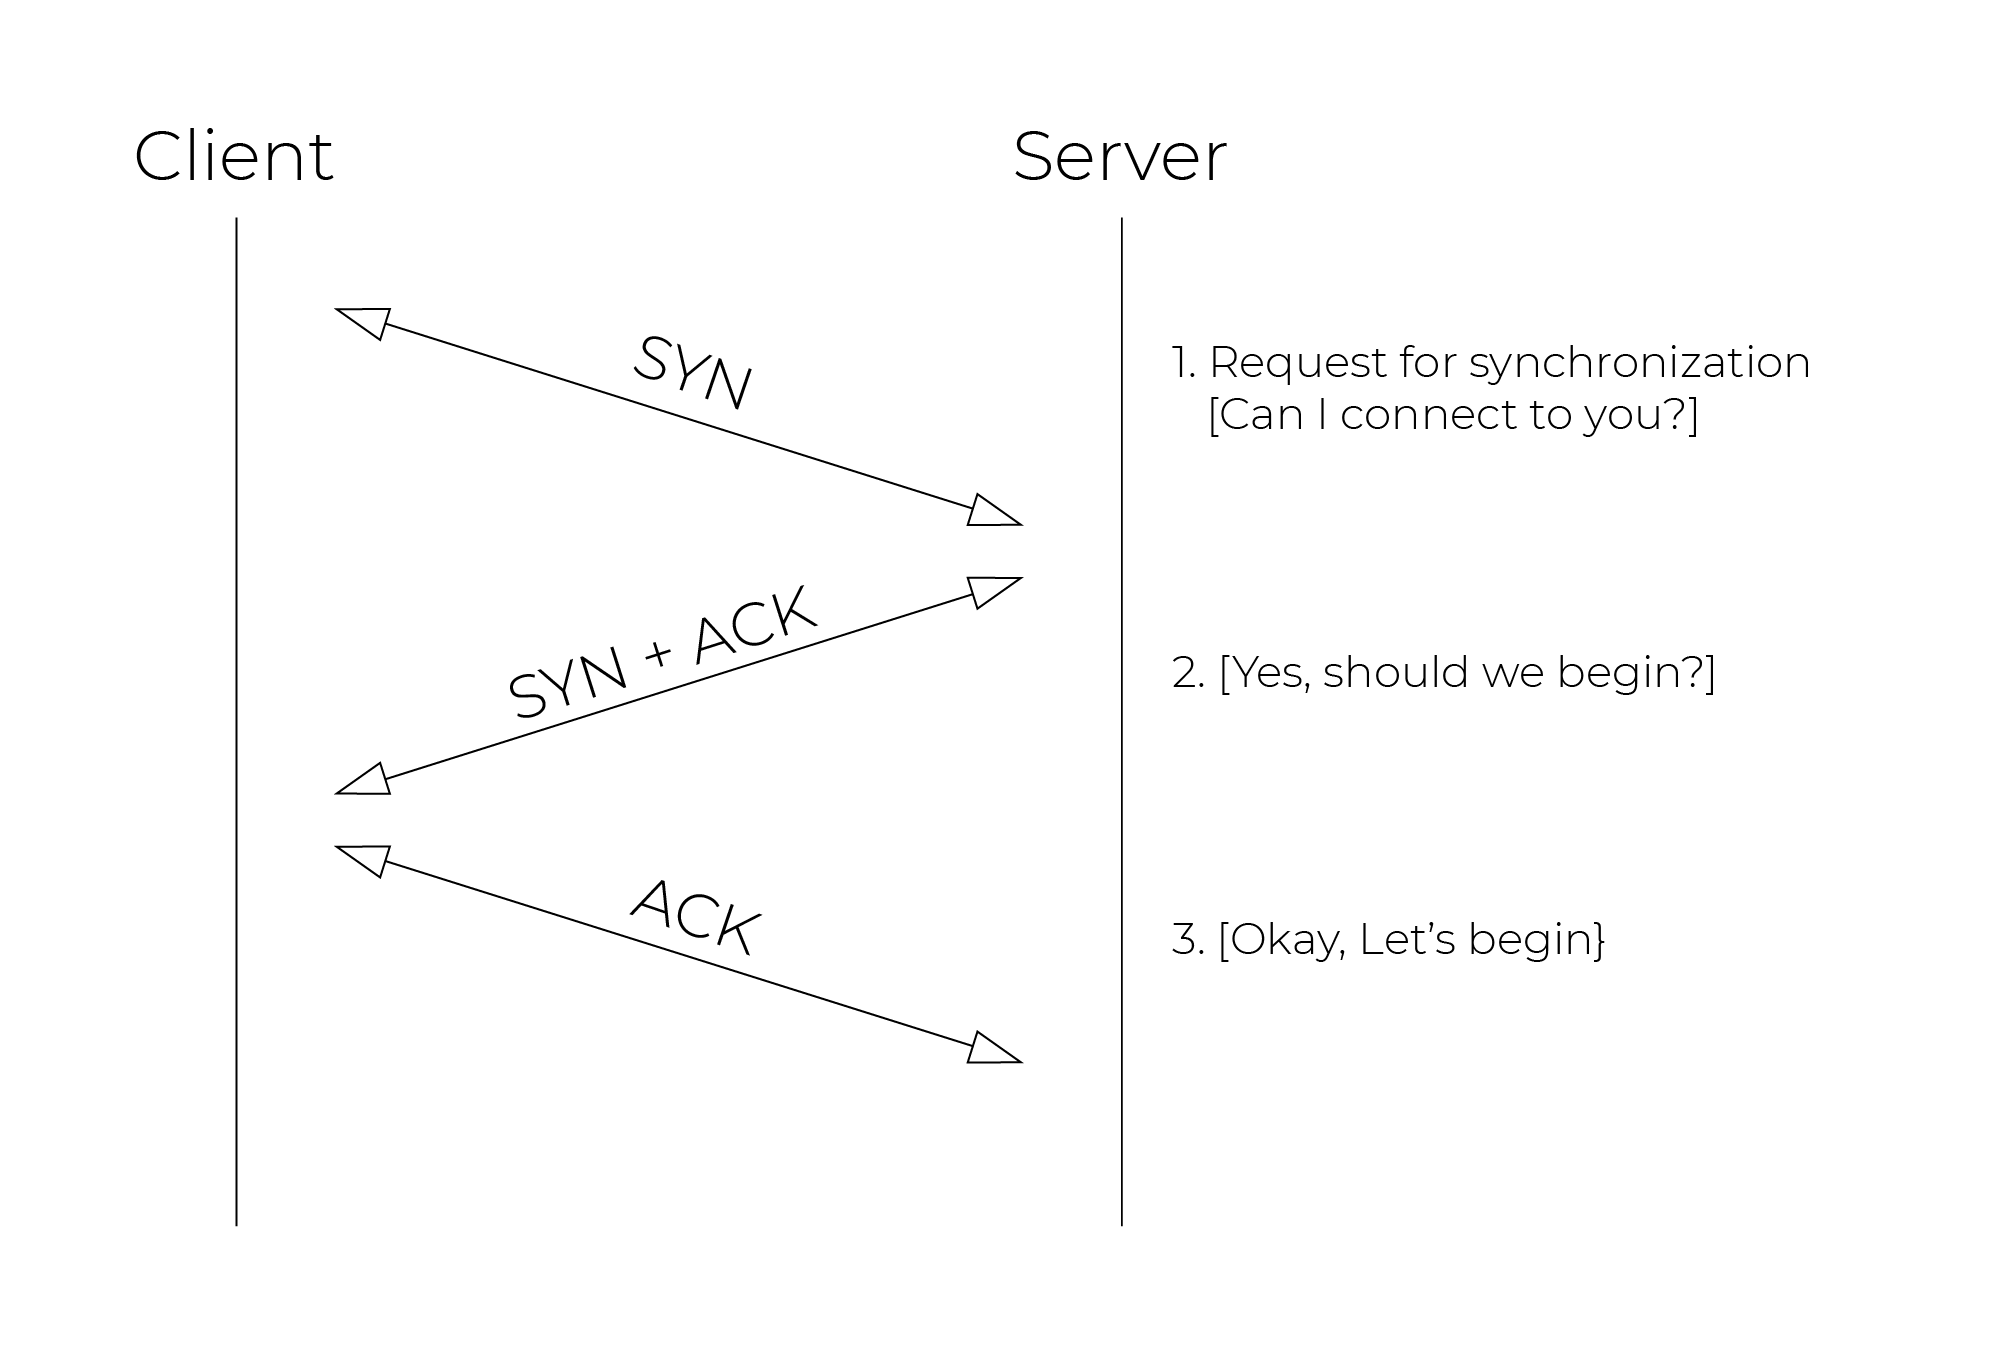 Client
Server
SYN
1. Request for synchronization
[Can I connect to you?]
SYN + ACK
2. [Yes, should we begin?]
ACK
3. [Okay, Let’s begin}